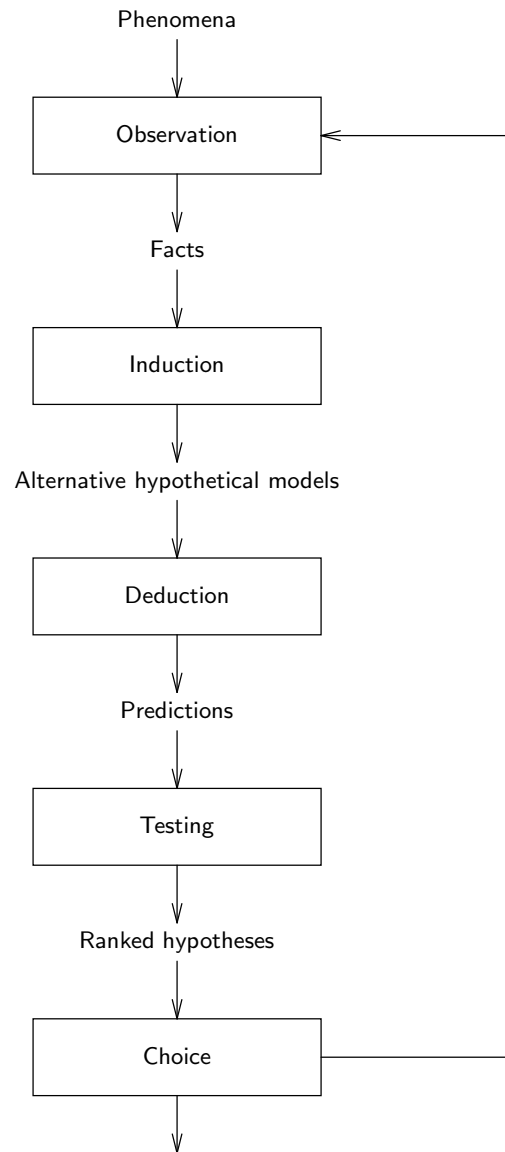 Phenomena
Observation
Facts
Induction
Alternative hypothetical models
Deduction
Predictions
Testing
Ranked hypotheses
Choice